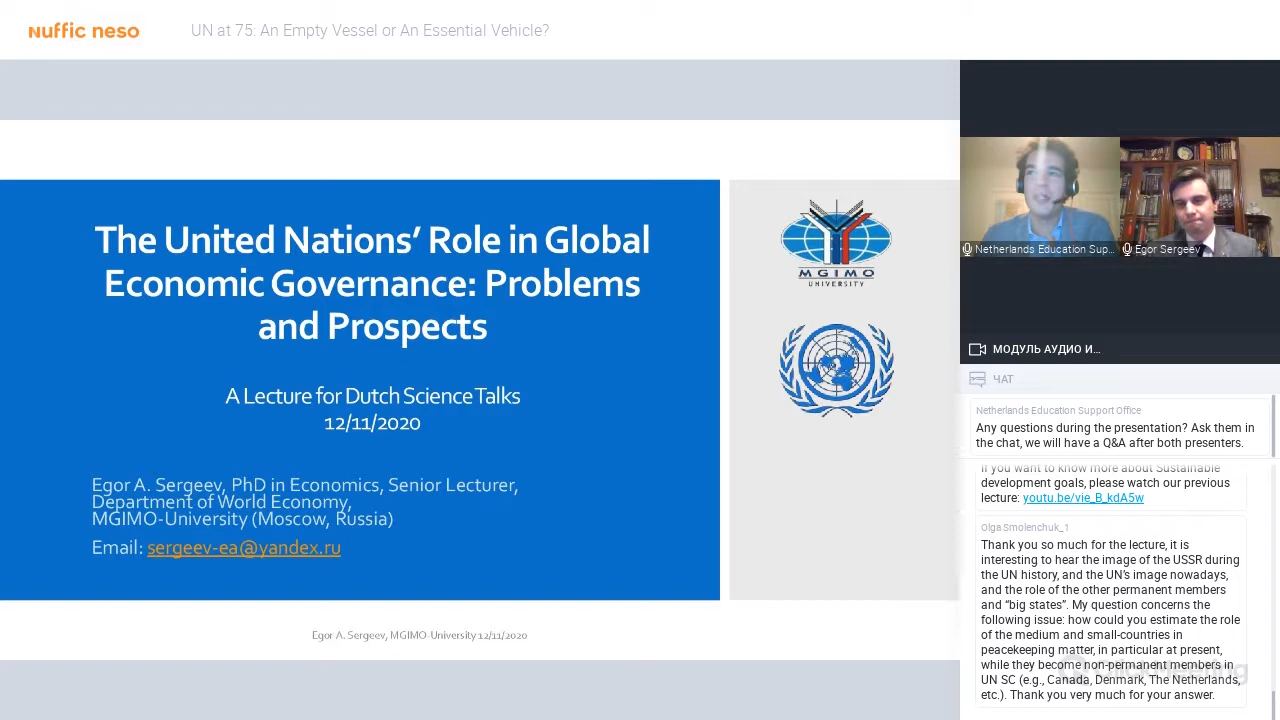 nuffic neso
UN at 75: An Empty Vessel or An Essential Vehicle?
The United Nations’ Role in Global
Economic Governance: Problems
and Prospects
A Lecture for Dutch Science Talks
12/11/2020
Egor A. Sergeev, PhD in Economics, Senior Lecturer,
Department of World Economy,
MGIMO-University (Moscow, Russia)
Email: sergeev-ea@yandex.ru
Egor A. Sergeev, MGIMO-University 12/11/2020
MGIMO
UNIVERSITY
Netherlands Education Sup...
Egor Sergeev
МОДУЛЬ АУДИО И...
ЧАТ
Netherlands Education Support Office
Any questions during the presentation? Ask them in
the chat, we will have a Q&A after both presenters.
If you want to know more about Sustainable
development goals, please watch our previous
lecture: youtu.be/vie_B_kdA5w
Olga Smolenchuk_1
Thank you so much for the lecture, it is
interesting to hear the image of the USSR during
the UN history, and the UN’s image nowadays,
and the role of the other permanent members
and “big states”. My question concerns the
following issue: how could you estimate the role
of the medium and small-countries in
peacekeeping matter, in particular at present,
while they become non-permanent members in
UN SC (e.g., Canada, Denmark, The Netherlands,
etc.). Thank you very much for your answer.